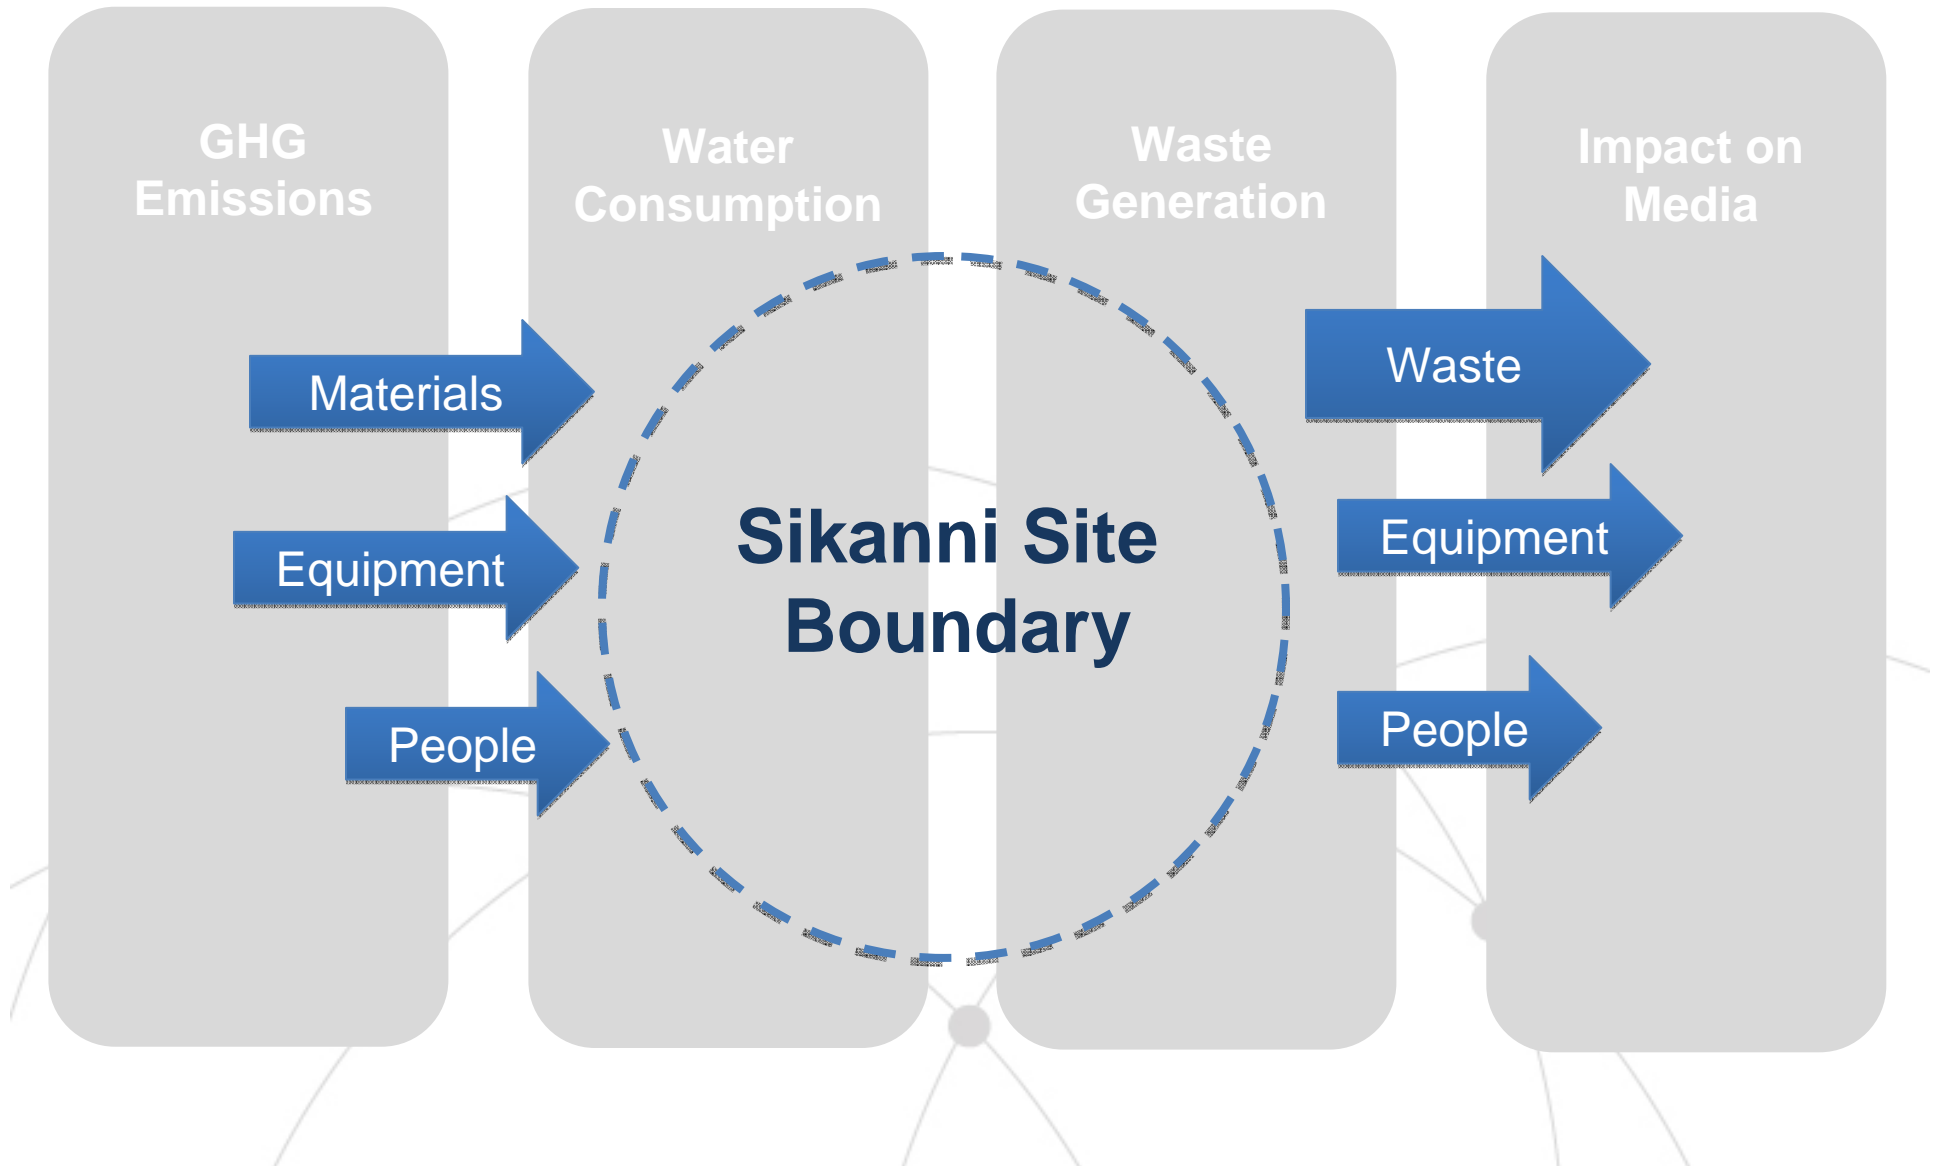 GHG
Emissions
Water
Consumption
Waste
Generation
Impact on
Media
Materials
Equipment
People
Sikanni Site
Boundary
Waste
Equipment
People